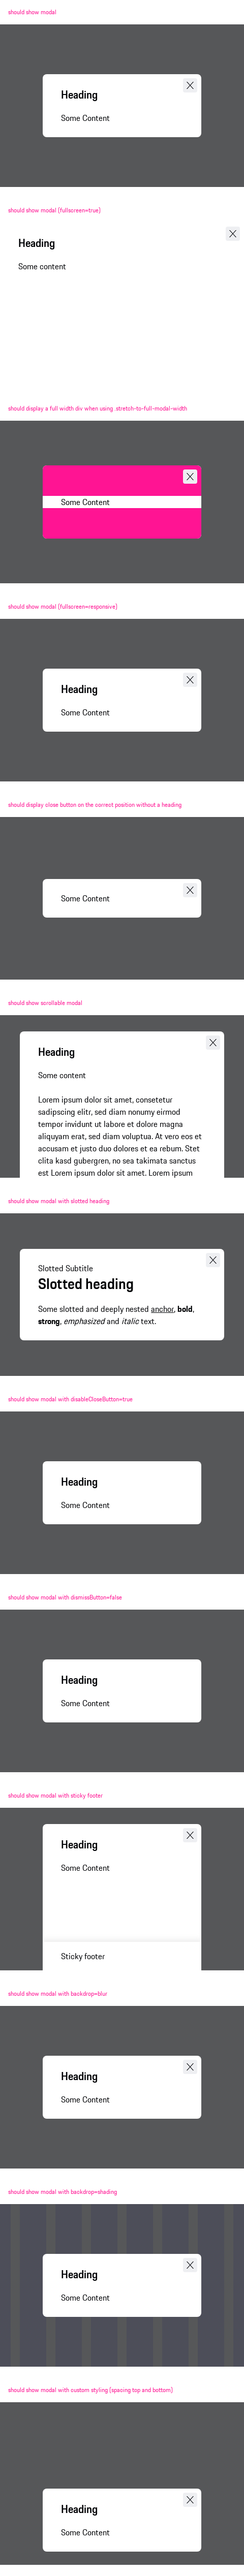 should show modal
Heading
Some Content
should show modal (fullscreen=true)
Heading
Some content
should display a full width div when using .stretch-to-full-modal-width
Some Content
should show modal (fullscreen=responsive)
Heading
Some Content
should display close button on the correct position without a heading
Some Content
should show scrollable modal
Heading
Some content
Lorem ipsum dolor sit amet, consetetur
sadipscing elitr, sed diam nonumy eirmod
tempor invidunt ut labore et dolore magna
aliquyam erat, sed diam voluptua. At vero eos et
accusam et justo duo dolores et ea rebum. Stet
clita kasd gubergren, no sea takimata sanctus
est Lorem ipsum dolor sit amet. Lorem ipsum
should show modal with slotted heading
Slotted Subtitle
Slotted heading
Some slotted and deeply nested anchor, bold,
strong, emphasized and italic text.
should show modal with disableCloseButton=true
Heading
Some Content
should show modal with dismissButton=false
Heading
Some Content
should show modal with sticky footer
Heading
Some Content
Sticky footer
should show modal with backdrop=blur
Heading
Some Content
should show modal with backdrop=shading
Heading
Some Content
should show modal with custom styling (spacing top and bottom)
Heading
Some Content